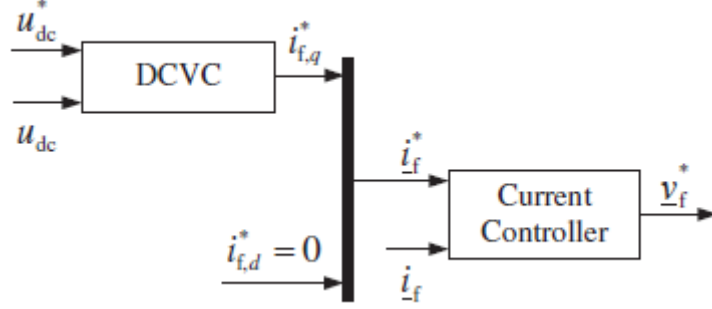 u*dc
DCVC
i*f,q
udc
i*f
Current
Controller
v*f
i*f,d = 0
if